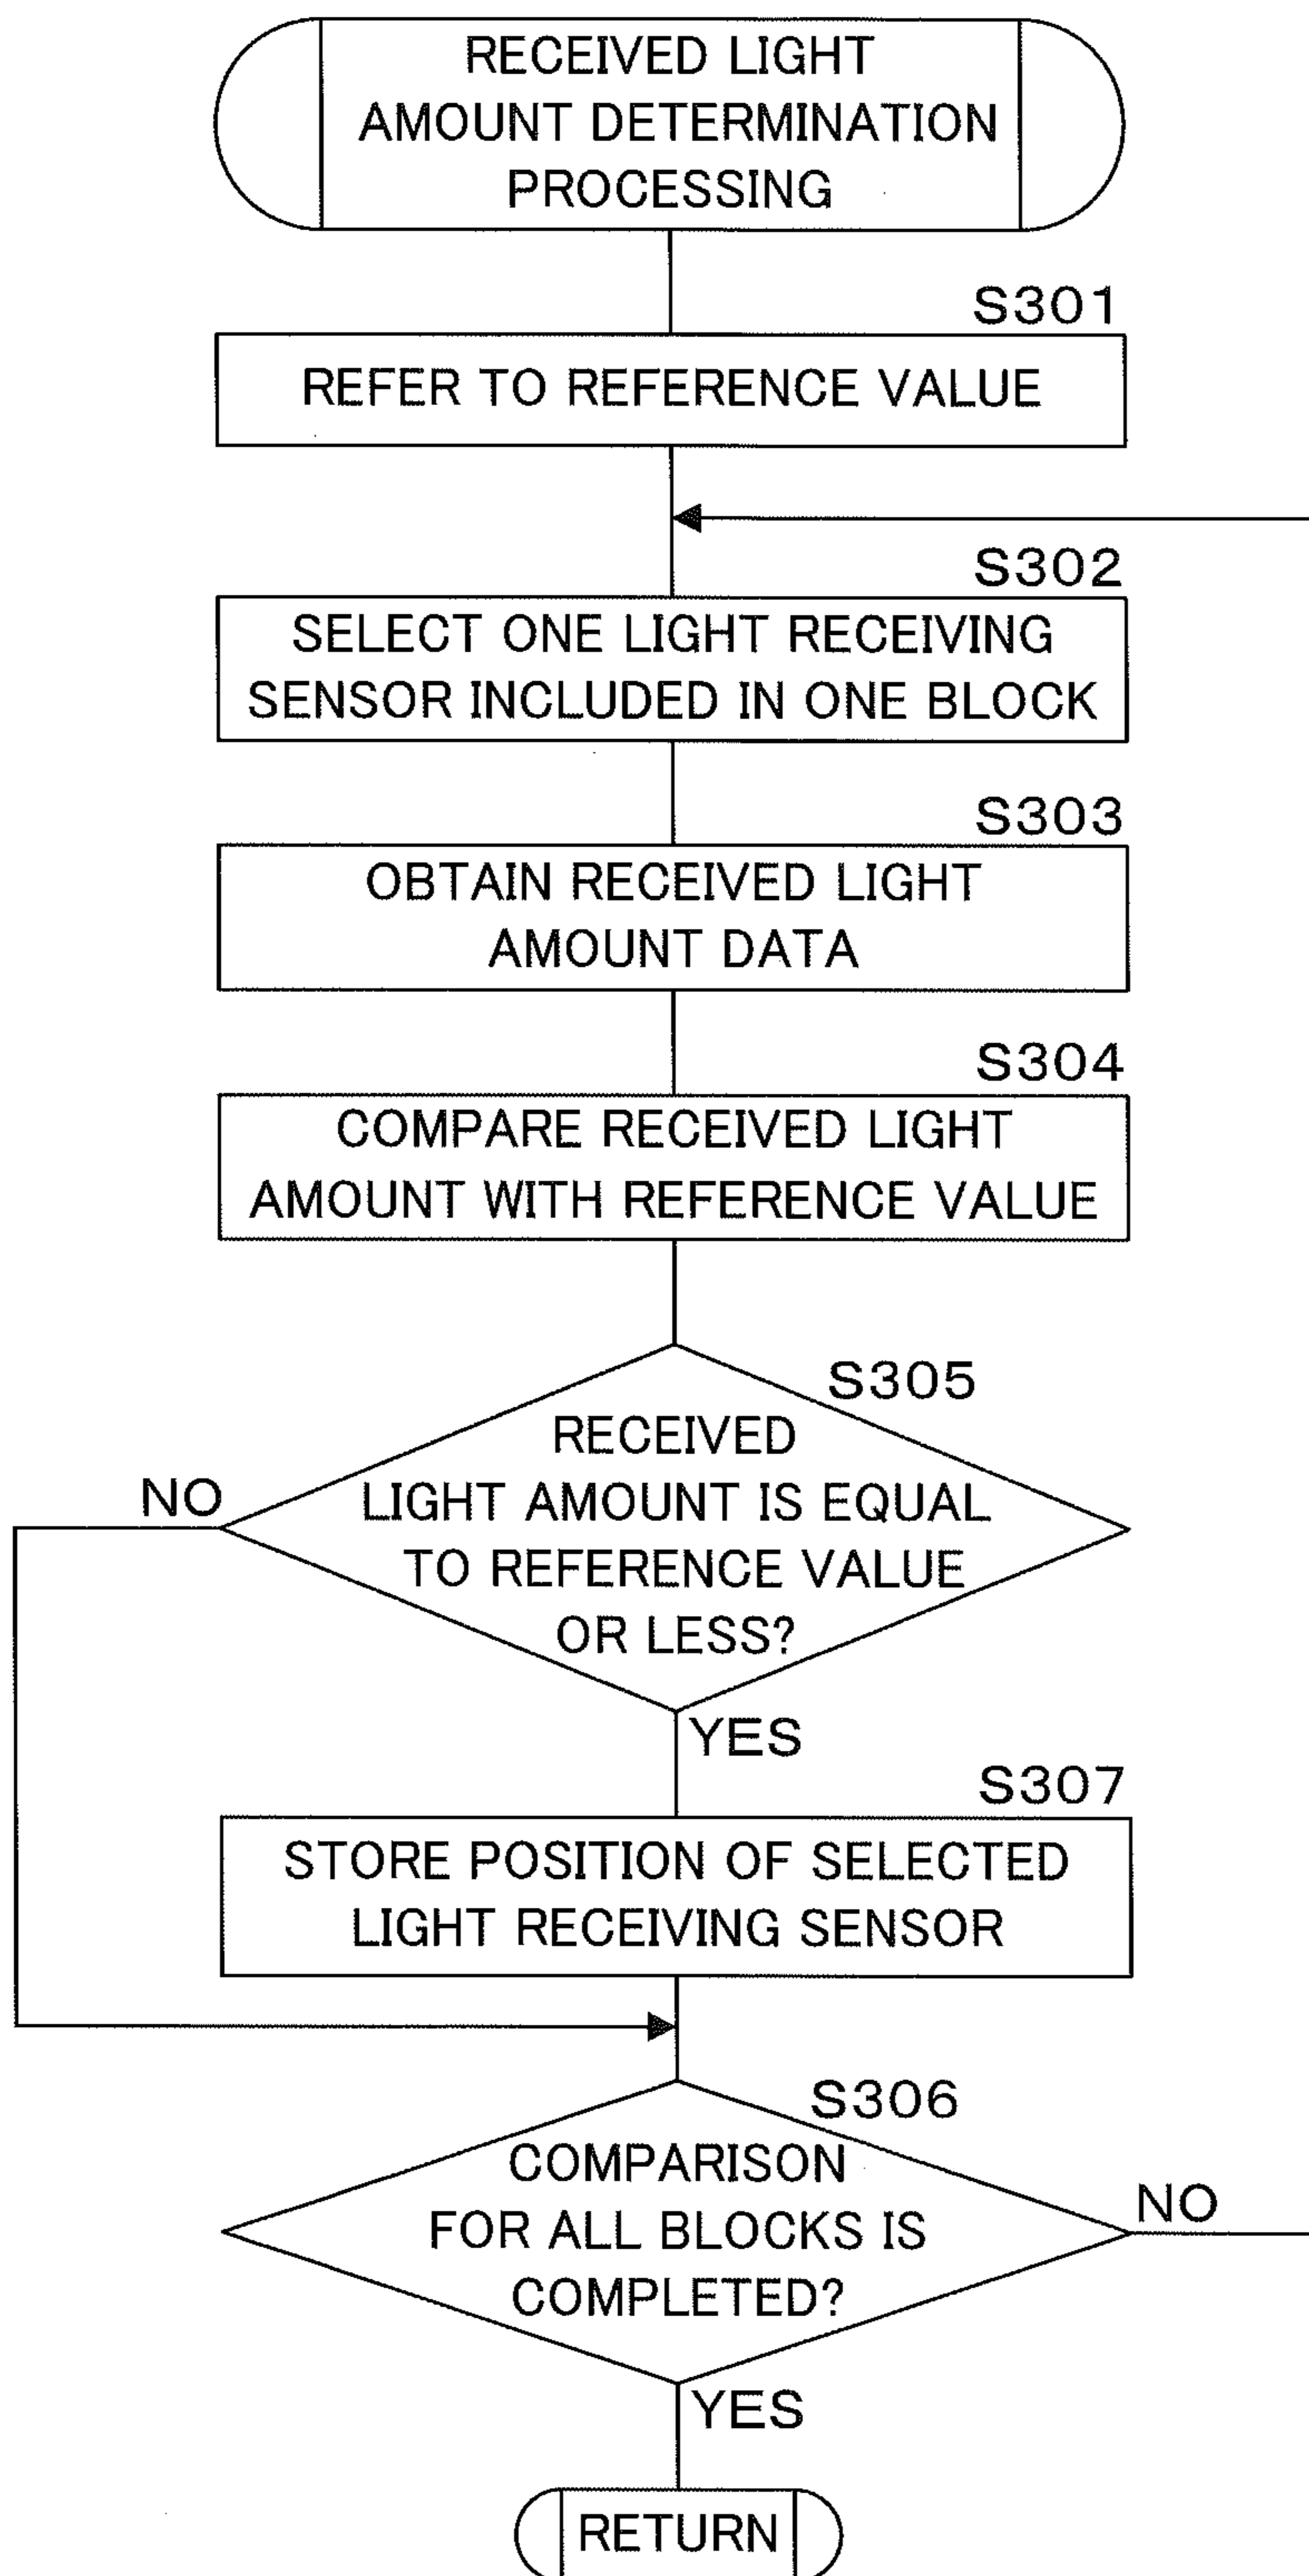 RECEIVED LIGHT
AMOUNT DETERMINATION
PROCESSING
S301
REFER TO REFERENCE VALUE
S302
SELECT ONE LIGHT RECEIVING
SENSOR INCLUDED IN ONE BLOCK
S303
OBTAIN RECEIVED LIGHT
AMOUNT DATA
S304
COMPARE RECEIVED LIGHT
AMOUNT WITH REFERENCE VALUE
S305
RECEIVED
NO
LIGHT AMOUNT IS EQUAL
TO REFERENCE VALUE
OR LESS?
YES
S307
STORE POSITION OF SELECTED
LIGHT RECEIVING SENSOR
S306
COMPARISON
NO
FOR ALL BLOCKS IS
COMPLETED?
YES
RETURN